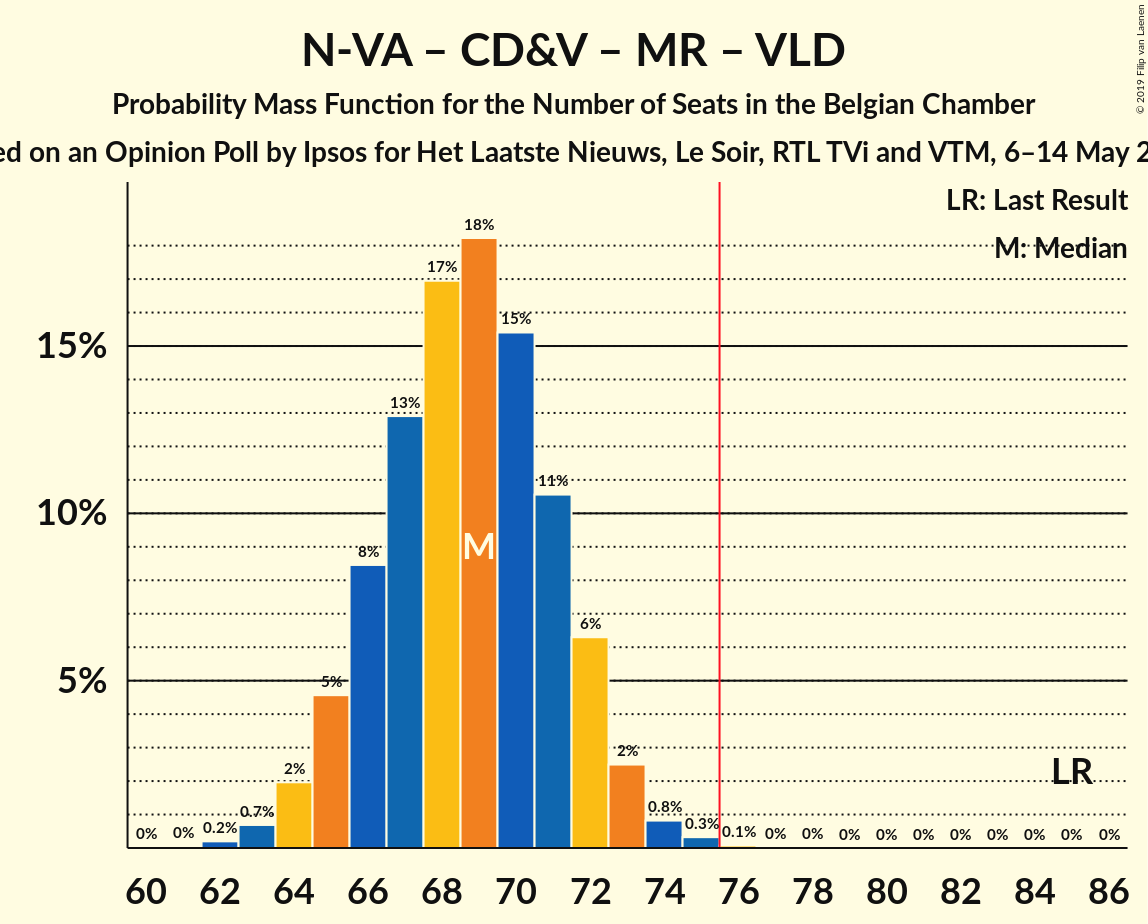 N-VA – CD&V – MR – VLD
Probability Mass Function for the Number of Seats in the Belgian Chamber
ed on an Opinion Poll by Ipsos for Het Laatste Nieuws, Le Soir, RTL TVi and VTM, 6–14 May 2
© 2019 Filip van Laenen
LR: Last Result
M: Median
18%
17%
15%
15%
13%
11%
10%
M
8%
6%
5%
5%
2%
2%
LR
0% 0% 0.2% 0.7% 0.8% 0.3% 0.1% 0% 0% 0% 0% 0% 0% 0% 0% 0% 0%
60 62 64 66 68 70 72 74 76 78 80 82 84 86